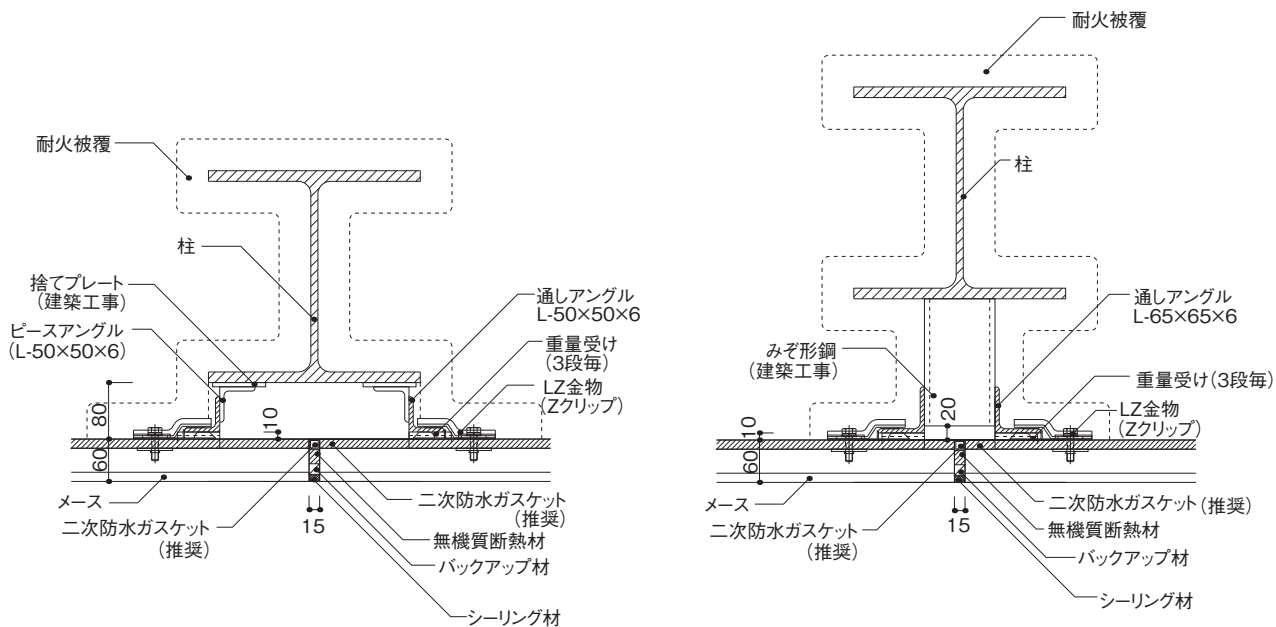 耐火被覆
柱
捨てプレート
(建築工事)
ピースアングル
(L-50×50×6)
通しアングル
L-50×50×6
重量受け
(3段毎)
LZ金物
(Zクリップ)
80
10
60
メース
二次防水ガスケット
(推奨)
15
二次防水ガスケット
(推奨)
無機質断熱材
バックアップ材
シーリング材
耐火被覆
柱
通しアングル
L-65×65×6
みぞ形鋼
(建築工事)
重量受け(3段毎)
LZ金物
(Zクリップ)
20
10
60
メース
二次防水ガスケット
(推奨)
15
二次防水ガスケット
(推奨)
無機質断熱材
バックアップ材
シーリング材